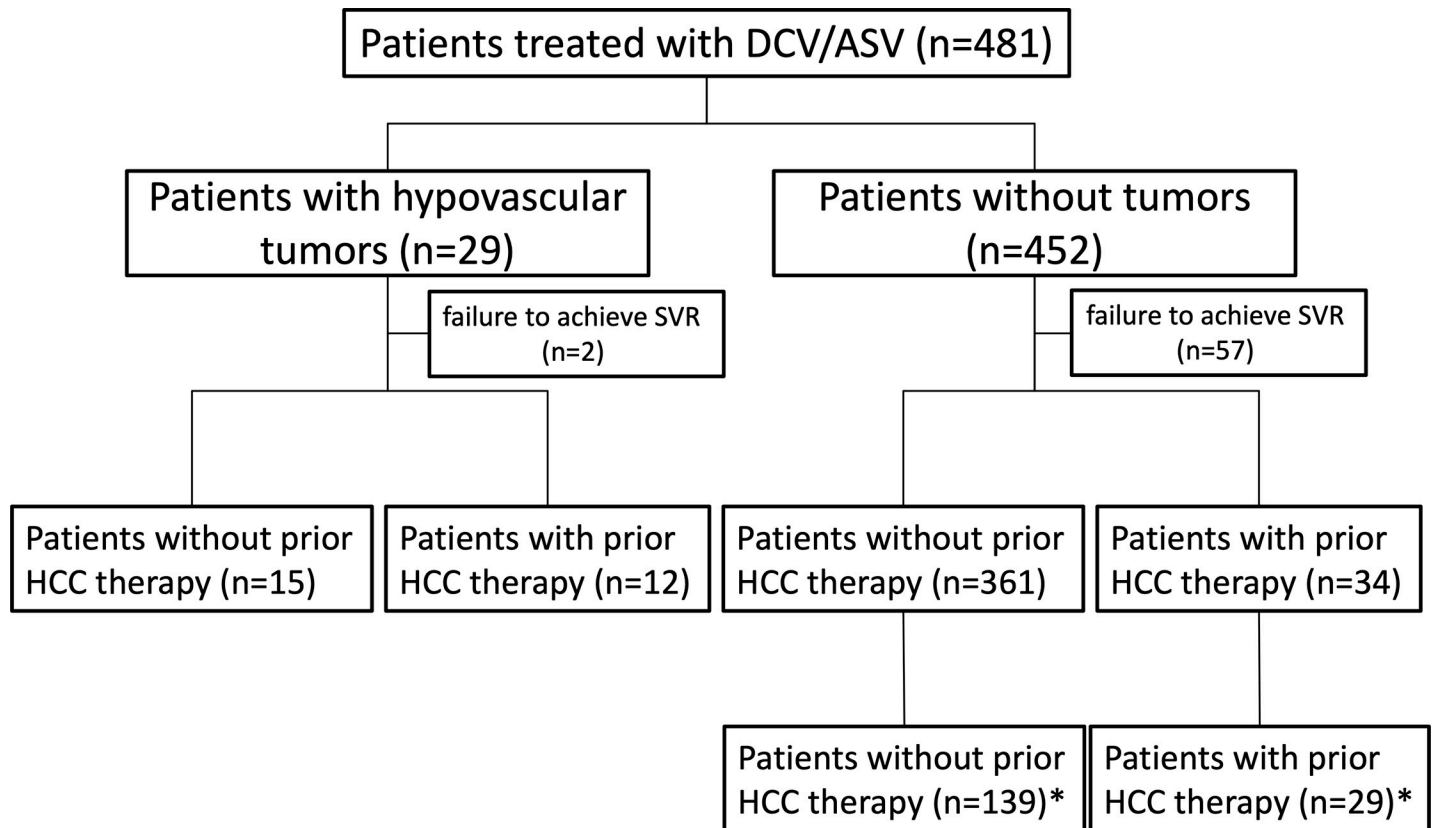 Patients treated with DCV/ASV (n=481)
Patients with hypovascular
tumors (n=29)
Patients without tumors
(n=452)
failure to achieve SVR
(n=2)
failure to achieve SVR
(n=57)
Patients without prior
HCC therapy (n=15)
Patients with prior
HCC therapy (n=12)
Patients without prior
HCC therapy (n=361)
Patients with prior
HCC therapy (n=34)
Patients without prior
HCC therapy (n=139)*
Patients with prior
HCC therapy (n=29)*